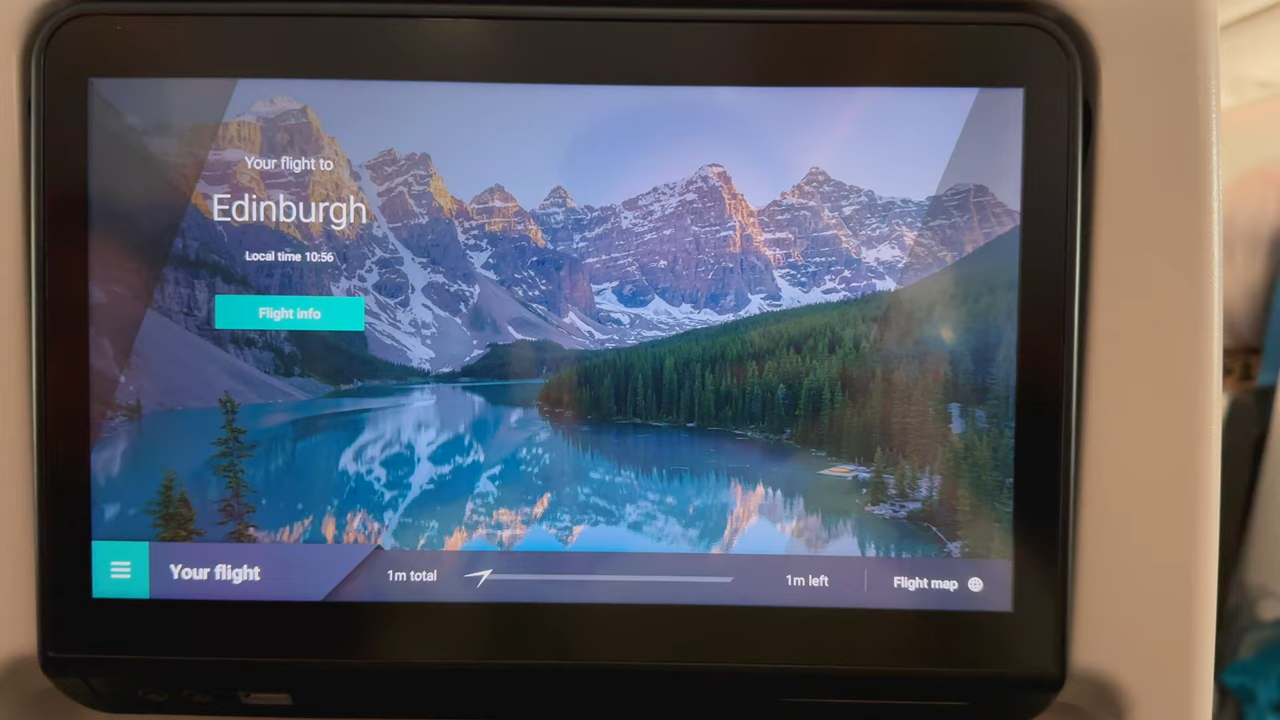 Your flight to
Edinburgh
Local time 10:56
Flight info
Your flight
1m total
1m left
Flight map